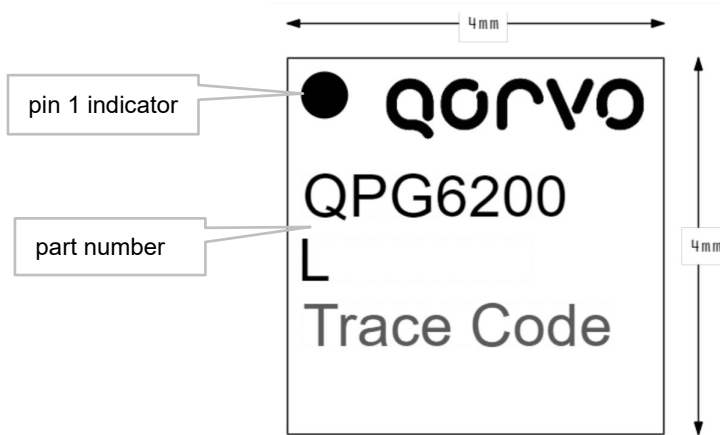 4mm
pin 1 indicator
Qorvo
QPG6200
part number
L
4mm
Trace Code